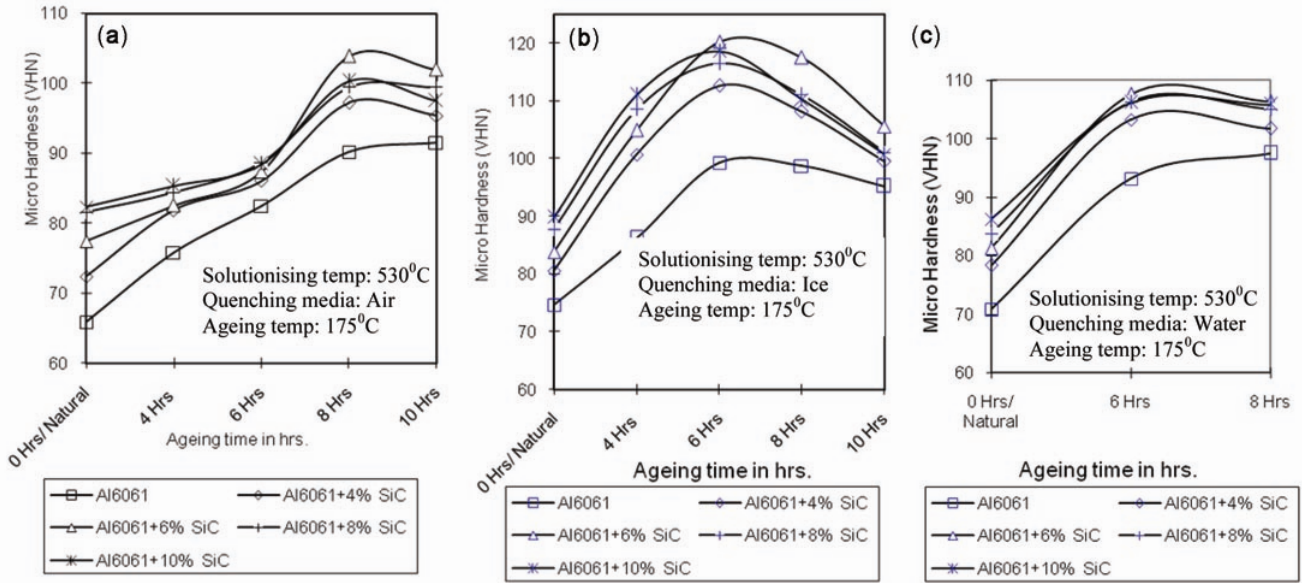 (a)
110
100
90
80
70
60
Micro Hardness (VHN)
Solutionising temp: 530⁰C
Quenching media: Air
Ageing temp: 175⁰C
0 Hrs/ Natural
4 Hrs
6 Hrs
8 Hrs
10 Hrs
Ageing time in hrs.
Al6061
Al6061+4% SiC
Al6061+6% SiC
Al6061+8% SiC
Al6061+10% SiC
(b)
120
110
100
90
80
70
60
Micro Hardness (VHN)
Solutionising temp: 530⁰C
Quenching media: Ice
Ageing temp: 175⁰C
0 Hrs/ Natural
4 Hrs
6 Hrs
8 Hrs
10 Hrs
Ageing time in hrs.
Al6061
Al6061+4% SiC
Al6061+6% SiC
Al6061+8% SiC
Al6061+10% SiC
(c)
110
100
90
80
70
60
Micro Hardness (VHN)
Solutionising temp: 530⁰C
Quenching media: Water
Ageing temp: 175⁰C
0 Hrs/
Natural
6 Hrs
8 Hrs
Ageing time in hrs.
Al6061
Al6061+4% SiC
Al6061+6% SiC
Al6061+8% SiC
Al6061+10% SiC